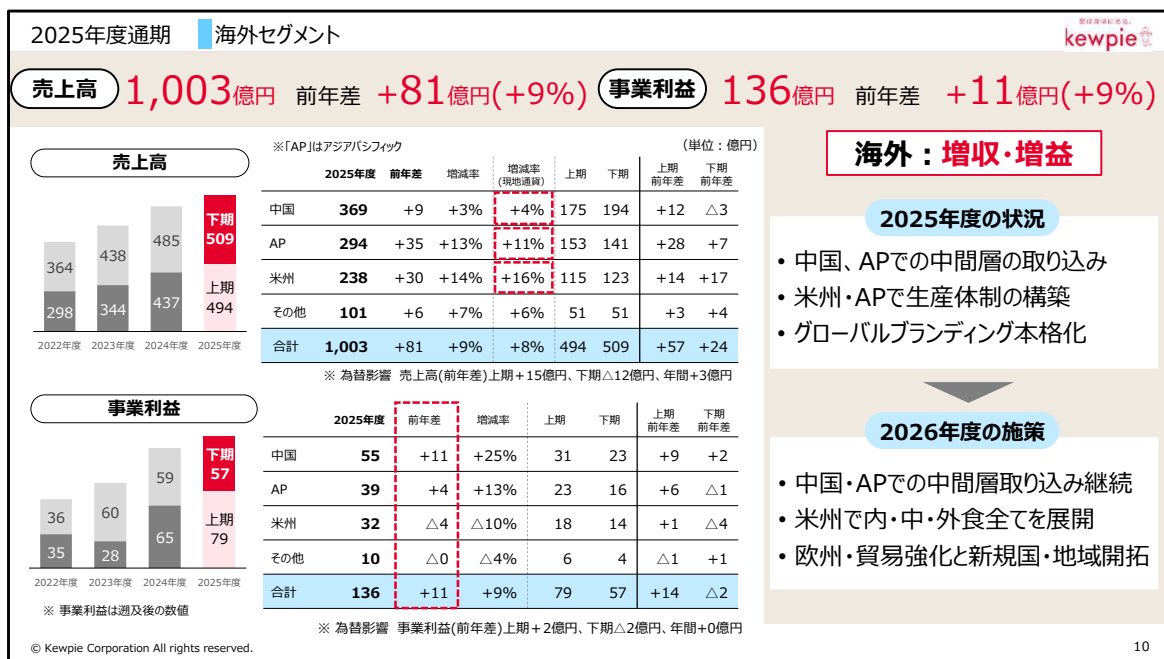 2025年度通期 海外セグメント
愛は食卓にある。
kewpie
売上高 1,003億円 前年差 +81億円(+9%) 事業利益 136億円 前年差 +11億円(+9%)
売上高
364 438 485 下期 509
298 344 437 上期 494
2022年度 2023年度 2024年度 2025年度
※「AP」はアジアパシフィック (単位:億円)
2025年度 前年差 増減率 増減率(現地通貨) 上期 下期 上期前年差 下期前年差
中国 369 +9 +3% +4% 175 194 +12 △3
AP 294 +35 +13% +11% 153 141 +28 +7
米州 238 +30 +14% +16% 115 123 +14 +17
その他 101 +6 +7% +6% 51 51 +3 +4
合計 1,003 +81 +9% +8% 494 509 +57 +24
※ 為替影響 売上高(前年差)上期+15億円、下期△12億円、年間+3億円
事業利益
36 60 59 下期 57
35 28 65 上期 79
2022年度 2023年度 2024年度 2025年度
※ 事業利益は遡及後の数値
2025年度 前年差 増減率 上期 下期 上期前年差 下期前年差
中国 55 +11 +25% 31 23 +9 +2
AP 39 +4 +13% 23 16 +6 △1
米州 32 △4 △10% 18 14 +1 △4
その他 10 △0 △4% 6 4 △1 +1
合計 136 +11 +9% 79 57 +14 △2
※ 為替影響 事業利益(前年差)上期+2億円、下期△2億円、年間+0億円
海外:増収・増益
2025年度の状況
• 中国、APでの中間層の取り込み
• 米州・APで生産体制の構築
• グローバルブランディング本格化
2026年度の施策
• 中国・APでの中間層取り込み継続
• 米州で内・中・外食全てを展開
• 欧州・貿易強化と新規国・地域開拓
© Kewpie Corporation All rights reserved.
10